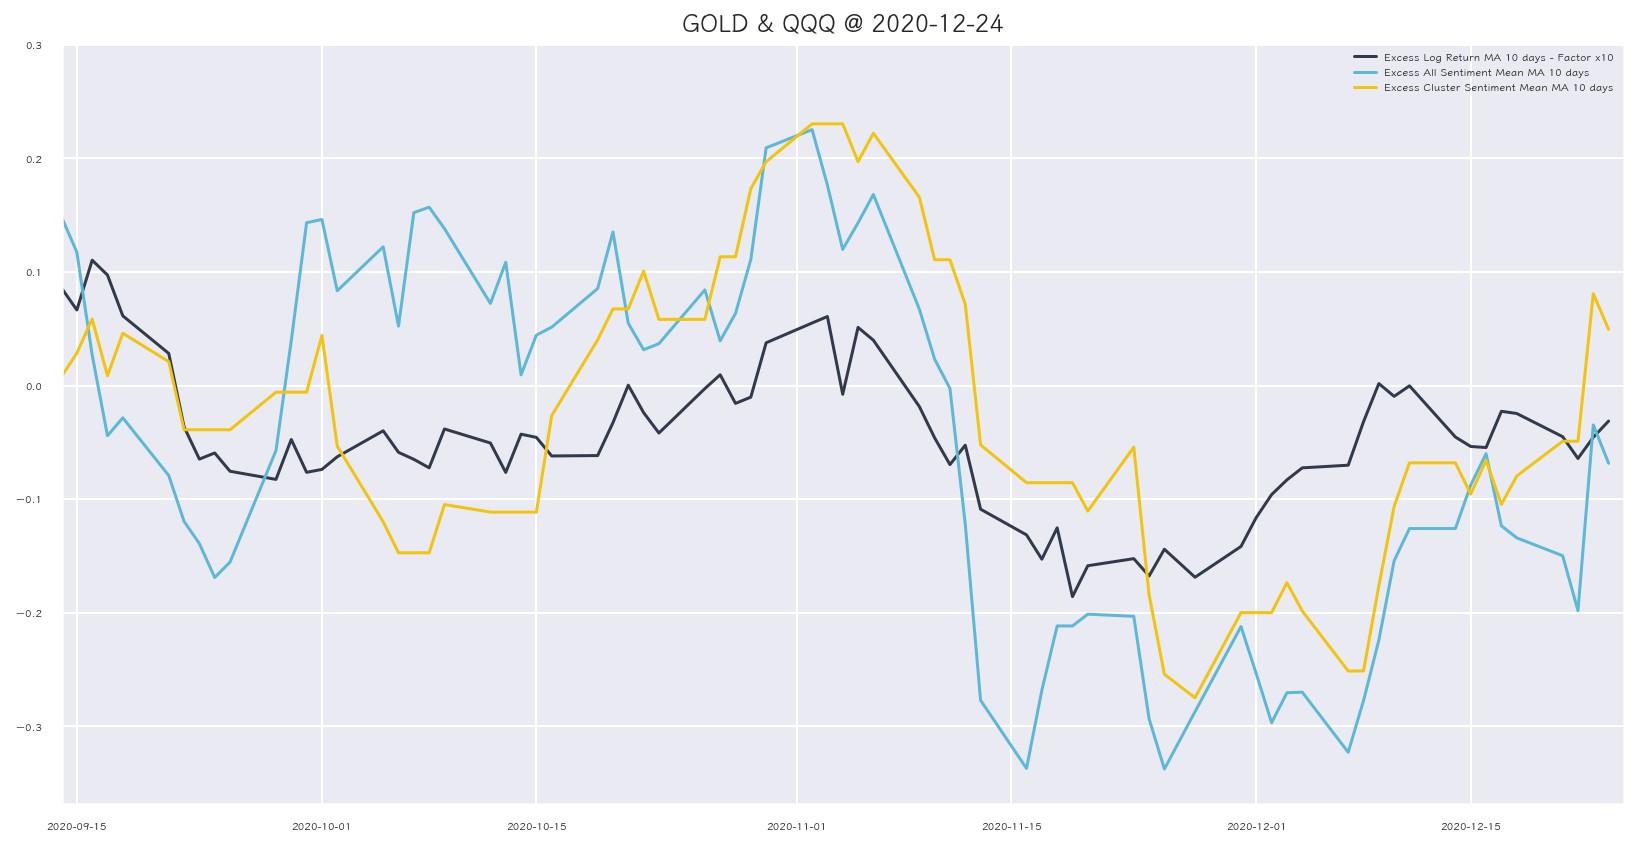 GOLD & QQQ @ 2020-12-24
Excess Log Return MA 10 days - Factor x10
Excess All Sentiment Mean MA 10 days
Excess Cluster Sentiment Mean MA 10 days
0.3
0.2
0.1
0.0
−0.1
−0.2
−0.3
2020-09-15 2020-10-01 2020-10-15 2020-11-01 2020-11-15 2020-12-01 2020-12-15